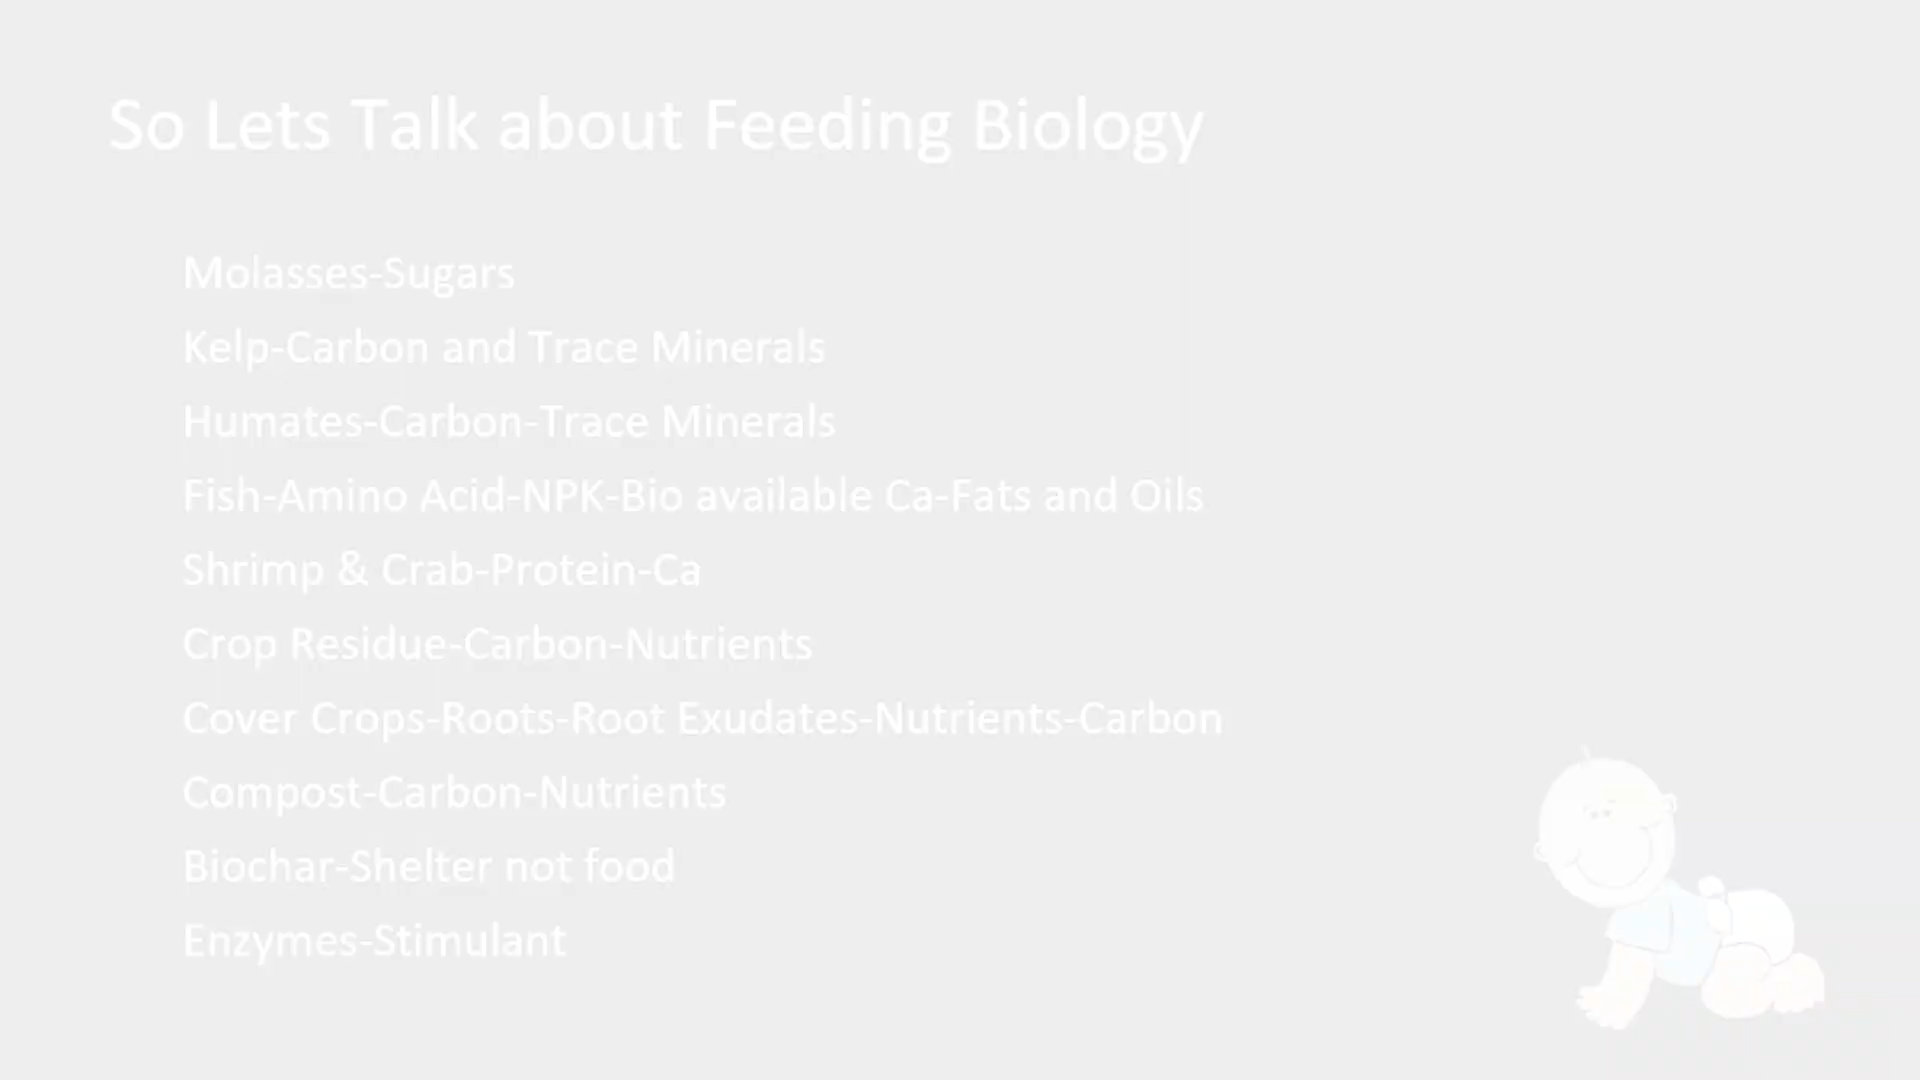 So Lets Talk about Feeding Biology
Molasses-Sugars
Kelp-Carbon and Trace Minerals
Humates-Carbon-Trace Minerals
Fish-Amino Acid-NPK-Bio available Ca-Fats and Oils
Shrimp & Crab-Protein-Ca
Crop Residue-Carbon-Nutrients
Cover Crops-Roots-Root Exudates-Nutrients-Carbon
Compost-Carbon-Nutrients
Biochar-Shelter not food
Enzymes-Stimulant